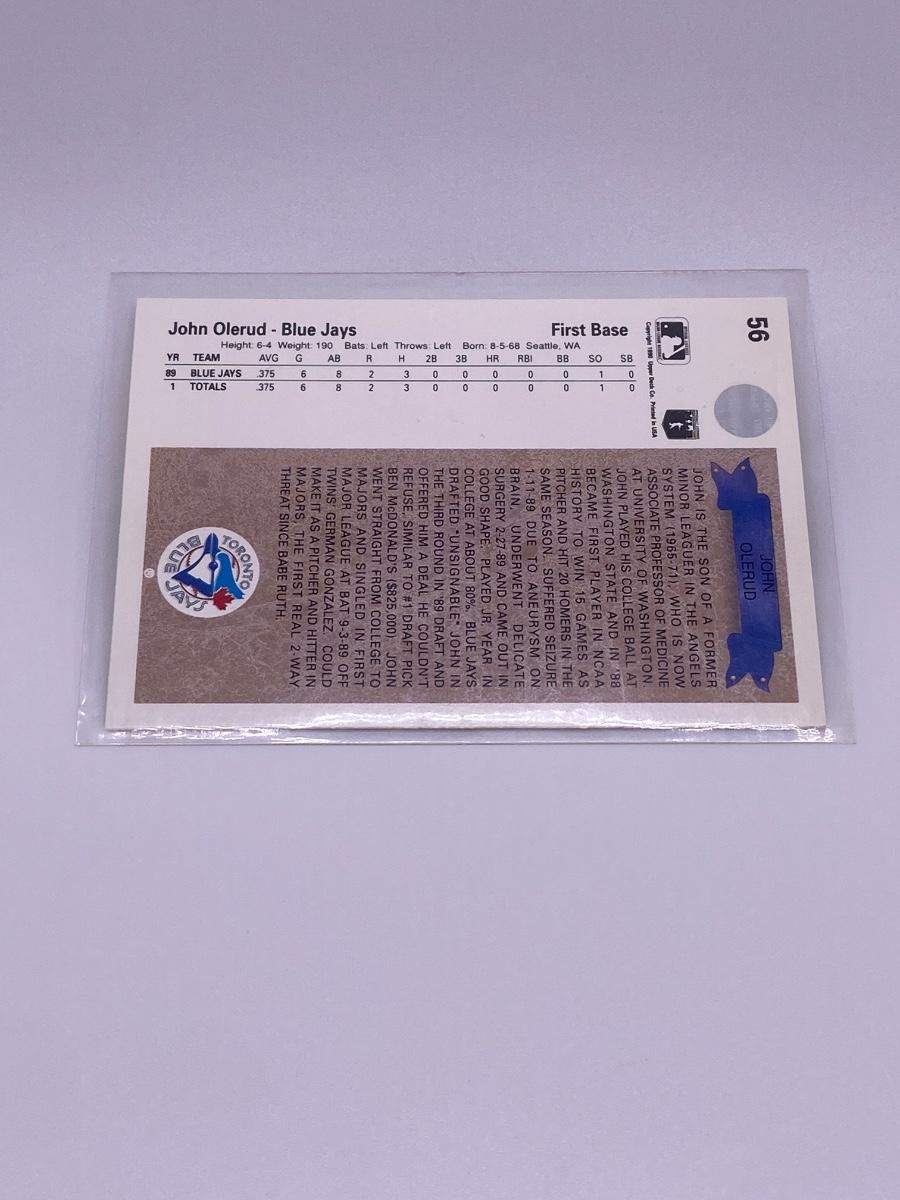 56
John Olerud - Blue Jays First Base
Height: 6-4 Weight: 190 Bats: Left Throws: Left Born: 8-5-68 Seattle, WA
YR TEAM AVG G AB R H 2B 3B HR RBI BB SO SB
89 BLUE JAYS .375 6 8 2 3 0 0 0 0 0 1 0
1 TOTALS .375 6 8 2 3 0 0 0 0 0 1 0
Copyright 1990 Upper Deck Co. Printed in USA
JOHN
OLERUD
JOHN IS THE SON OF A FORMER
MINOR LEAGUER IN THE ANGELS
SYSTEM (1965-71), WHO IS NOW
ASSOCIATE PROFESSOR OF MEDICINE
AT UNIVERSITY OF WASHINGTON.
JOHN PLAYED HIS COLLEGE BALL AT
WASHINGTON STATE AND IN '88
BECAME FIRST PLAYER IN NCAA
HISTORY TO WIN 15 GAMES AS
PITCHER AND HIT 20 HOMERS IN THE
SAME SEASON. SUFFERED SEIZURE
1-11-89 DUE TO ANEURYSM ON
BRAIN. UNDERWENT DELICATE
SURGERY 2-27-89 AND CAME OUT IN
GOOD SHAPE. PLAYED JR. YEAR IN
COLLEGE AT ABOUT 80%. BLUE JAYS
DRAFTED "UNSIGNABLE" JOHN IN
THE THIRD ROUND IN '89 DRAFT AND
OFFERED HIM A DEAL HE COULDN'T
REFUSE, SIMILAR TO #1 DRAFT PICK
BEN McDONALD'S ($825,000). JOHN
WENT STRAIGHT FROM COLLEGE TO
MAJORS AND SINGLED IN FIRST
MAJOR LEAGUE AT BAT 9-3-89 OFF
TWINS' GERMAN GONZALEZ. COULD
MAKE IT AS A PITCHER AND HITTER IN
MAJORS, THE FIRST REAL 2-WAY
THREAT SINCE BABE RUTH.
TORONTO
BLUE JAYS